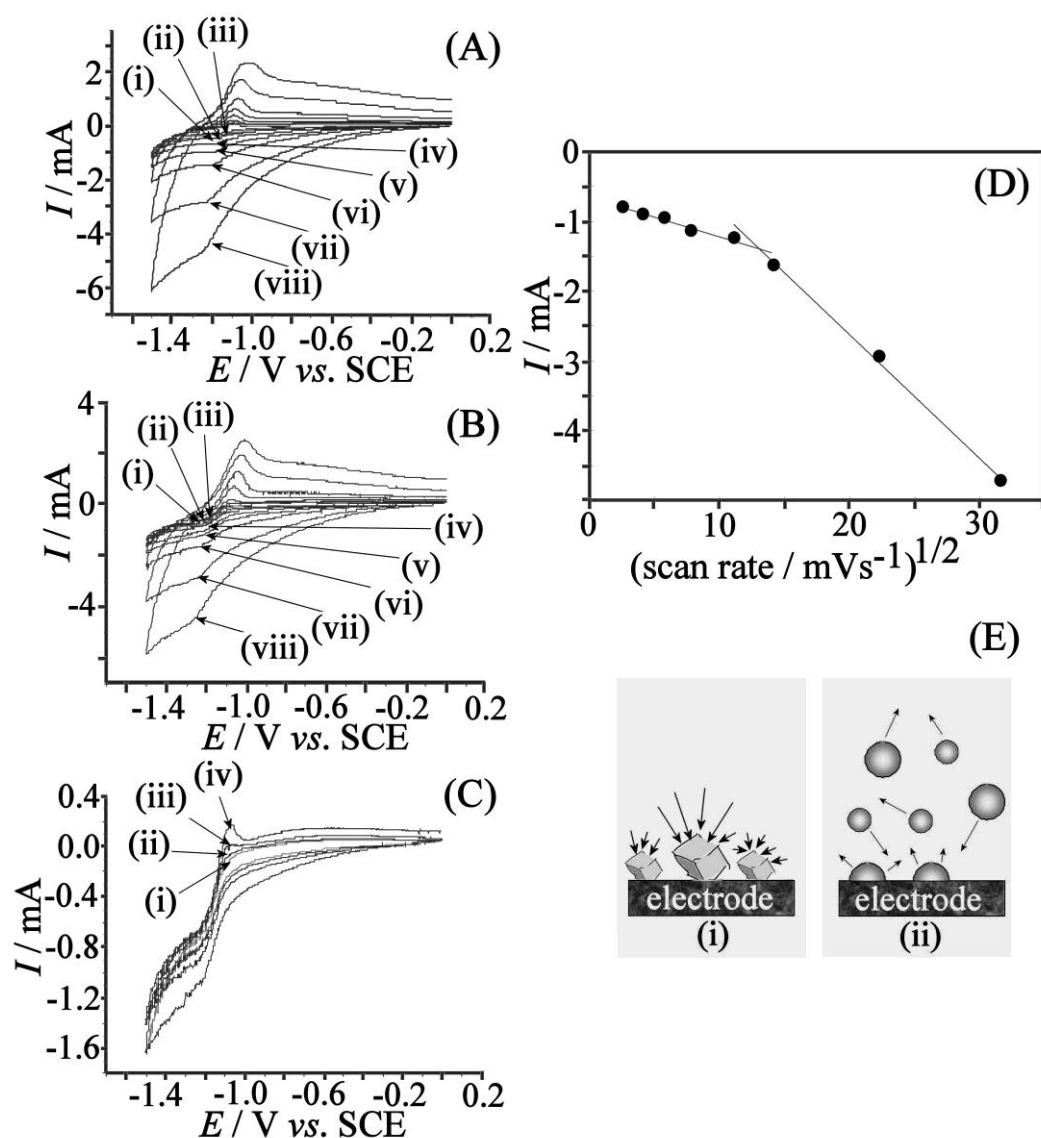 (A)
(i)
(ii)
(iii)
(iv)
(v)
(vi)
(vii)
(viii)
I / mA
2
0
-2
-4
-6
-1.4 -1.0 -0.6 -0.2 0.2
E / V vs. SCE
(B)
(i)
(ii)
(iii)
(iv)
(v)
(vi)
(vii)
(viii)
I / mA
4
0
-4
-1.4 -1.0 -0.6 -0.2 0.2
E / V vs. SCE
(C)
(iv)
(iii)
(ii)
(i)
I / mA
0.4
0.0
-0.4
-0.8
-1.2
-1.6
-1.4 -1.0 -0.6 -0.2 0.2
E / V vs. SCE
(D)
I / mA
0
-1
-2
-3
-4
0 10 20 30
(scan rate / mVs-1)1/2
(E)
electrode
(i)
electrode
(ii)